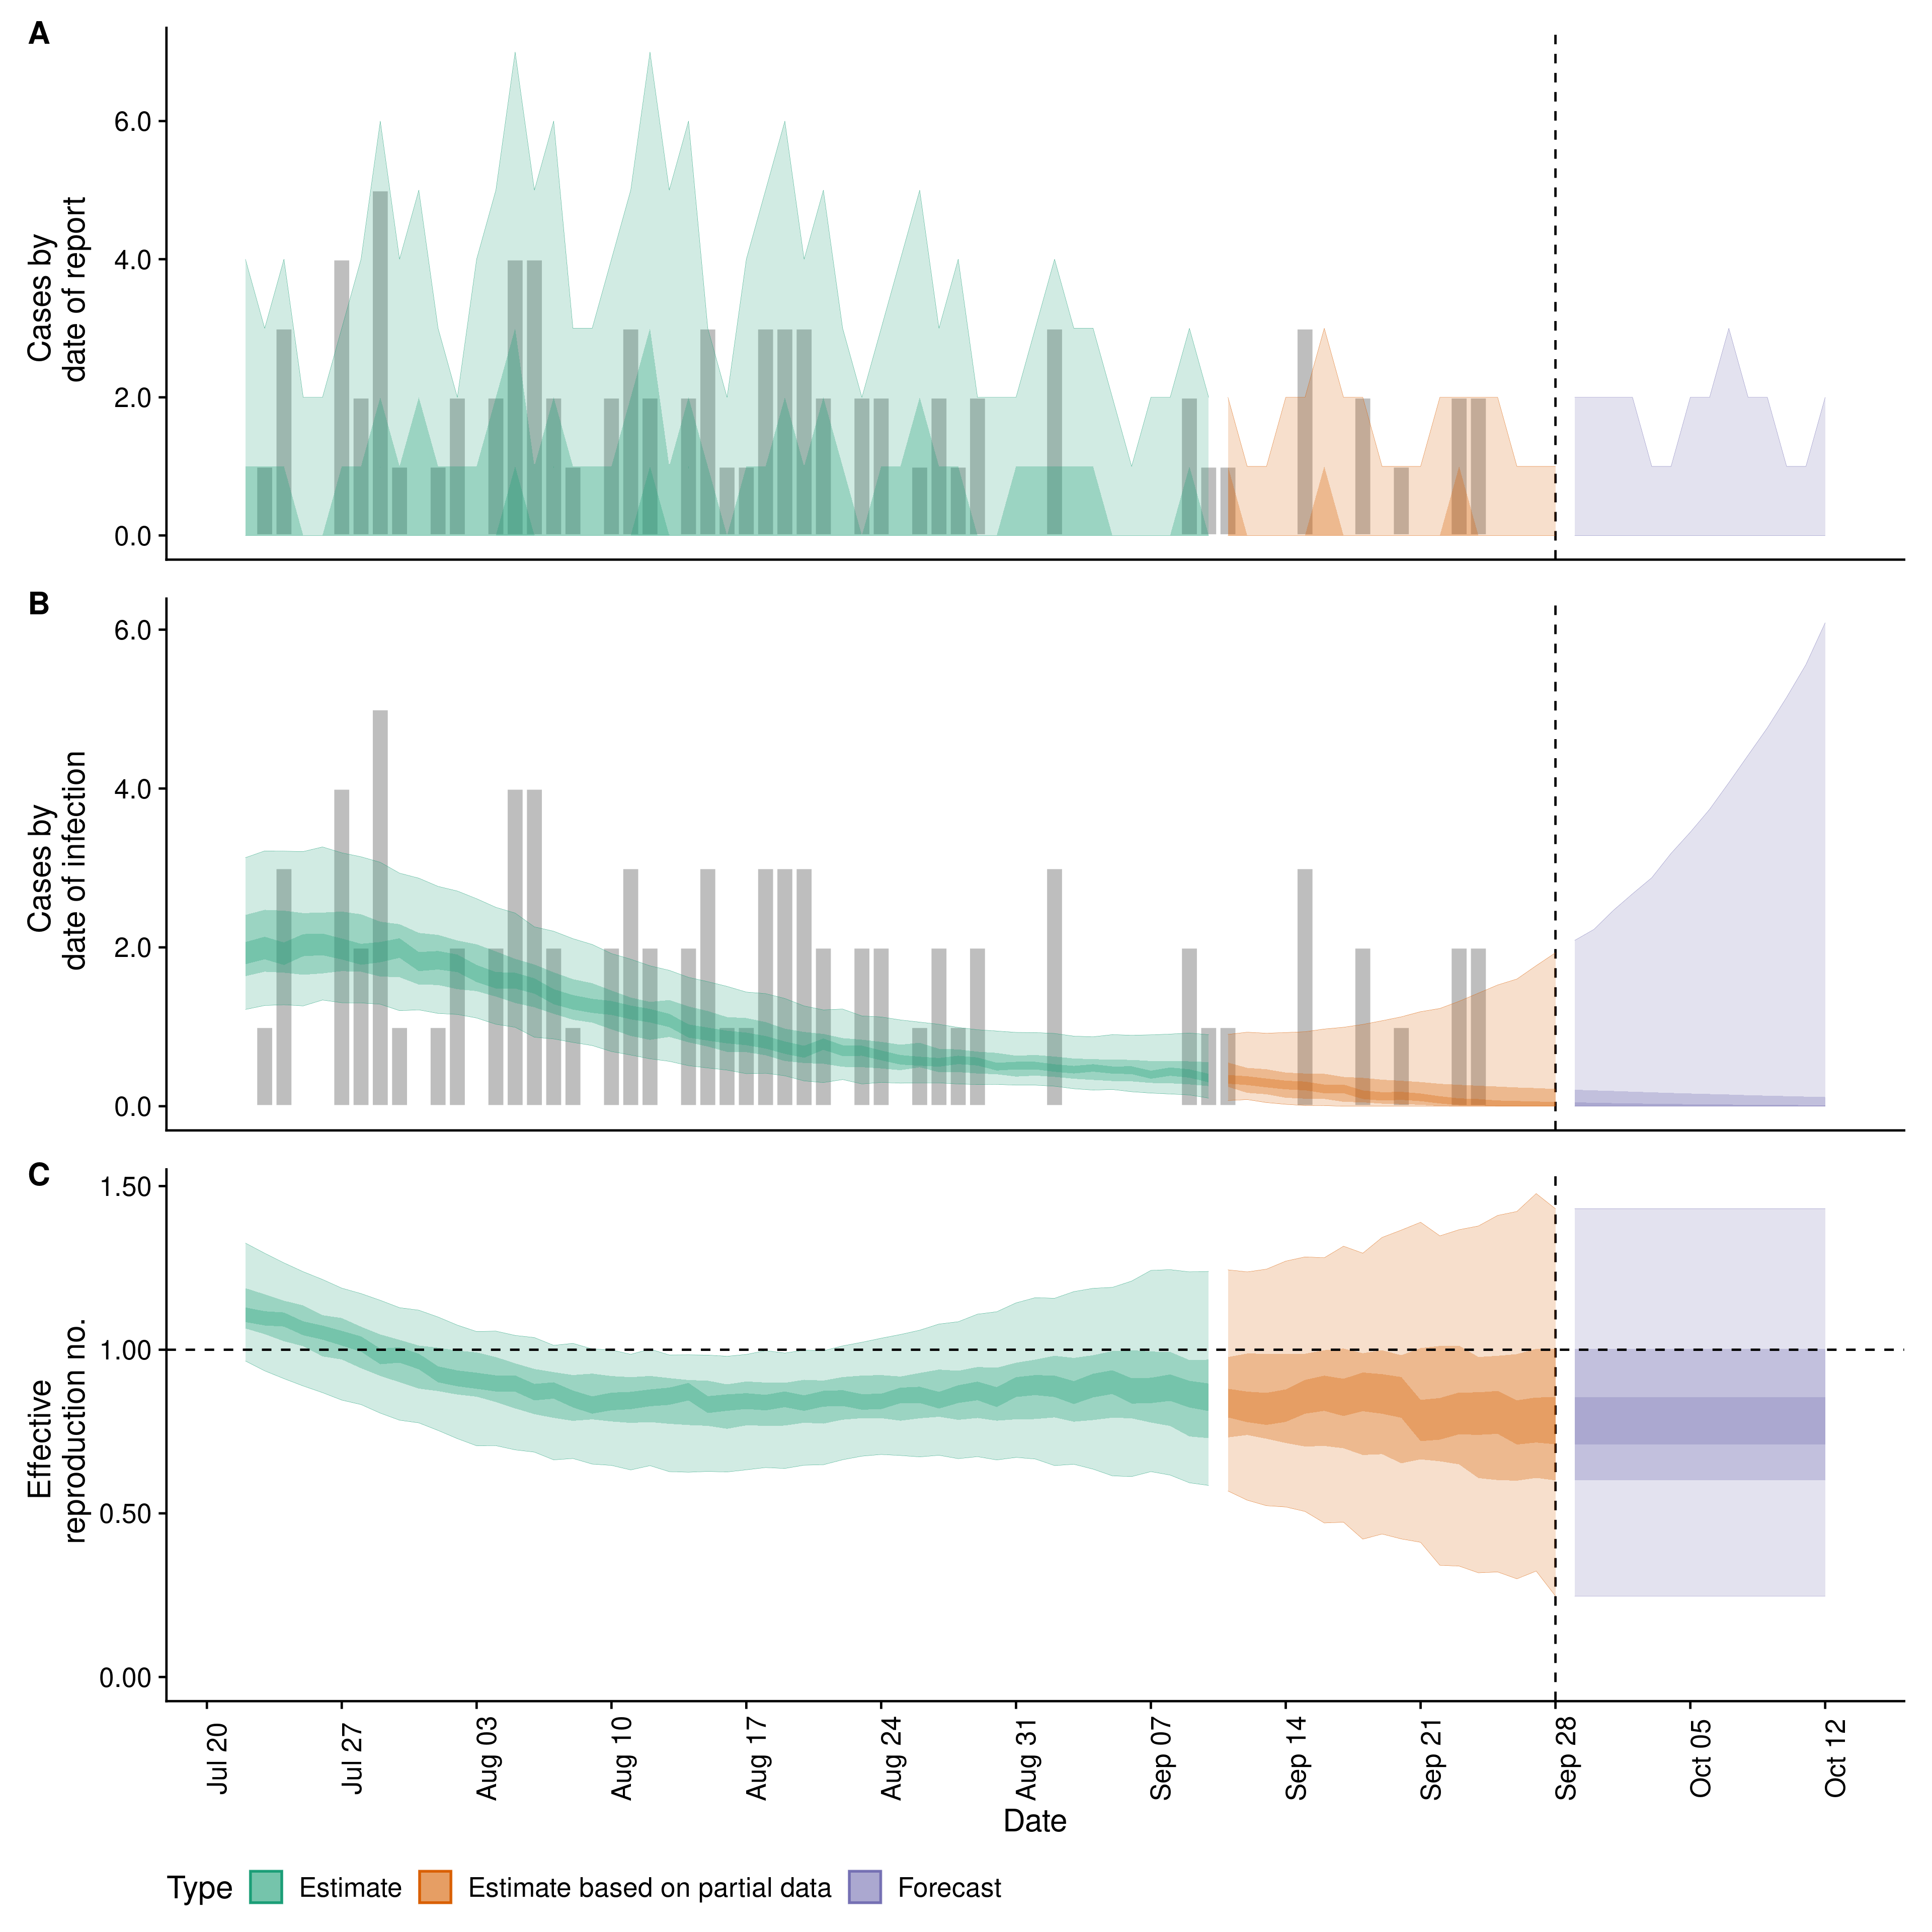 A
Cases by
date of report
6.0
4.0
2.0
0.0
B
Cases by
date of infection
6.0
4.0
2.0
0.0
C
Effective
reproduction no.
1.50
1.00
0.50
0.00
Jul 20
Jul 27
Aug 03
Aug 10
Aug 17
Aug 24
Aug 31
Sep 07
Sep 14
Sep 21
Sep 28
Oct 05
Oct 12
Date
Type Estimate Estimate based on partial data Forecast